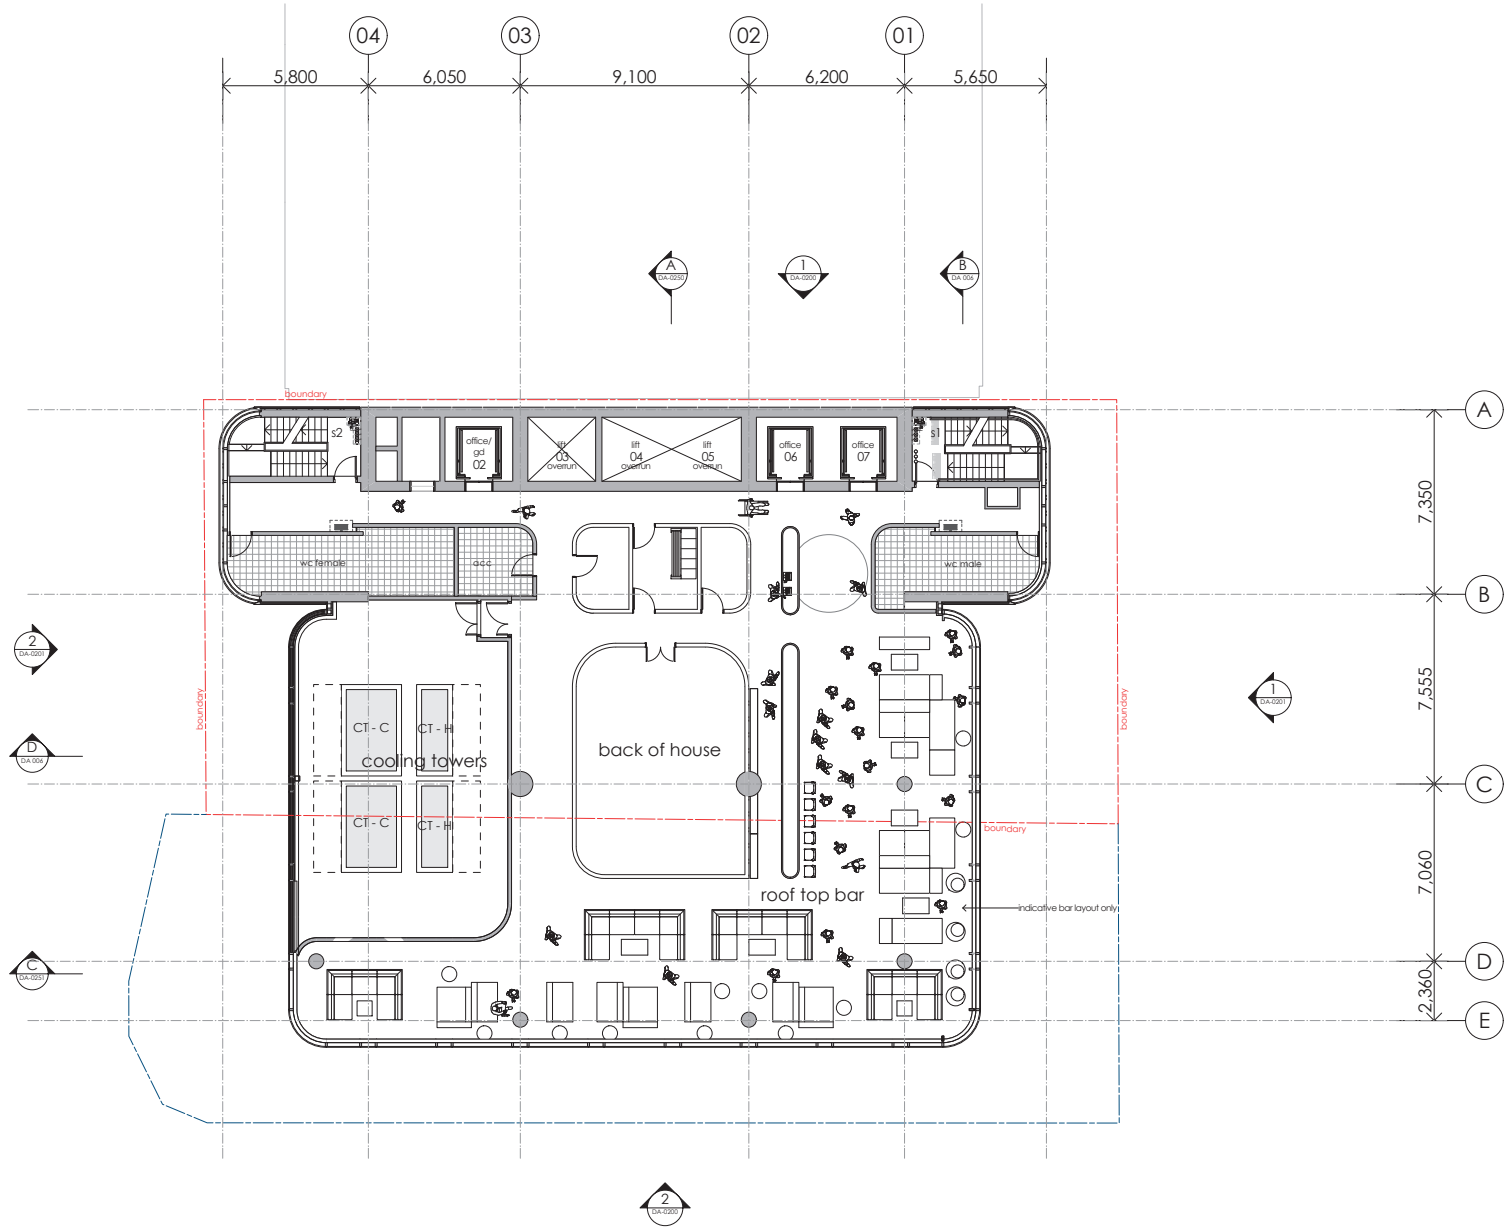 04
03
02
01
5,800
6,050
9,100
6,200
5,650
A
DA-0250
1
DA-0200
B
DA 006
boundary
A
s2
office/
gd
02
lift
03
overrun
lift
04
overrun
lift
05
overrun
office
06
office
07
s1
7,350
wc female
acc
wc male
B
2
DA-0201
boundary
boundary
1
DA-0201
7,555
CT - C
CT - H
cooling towers
back of house
D
DA 006
C
CT - C
CT - H
boundary
7,060
roof top bar
indicative bar layout only
C
DA-0251
D
2,360
E
2
DA-0200